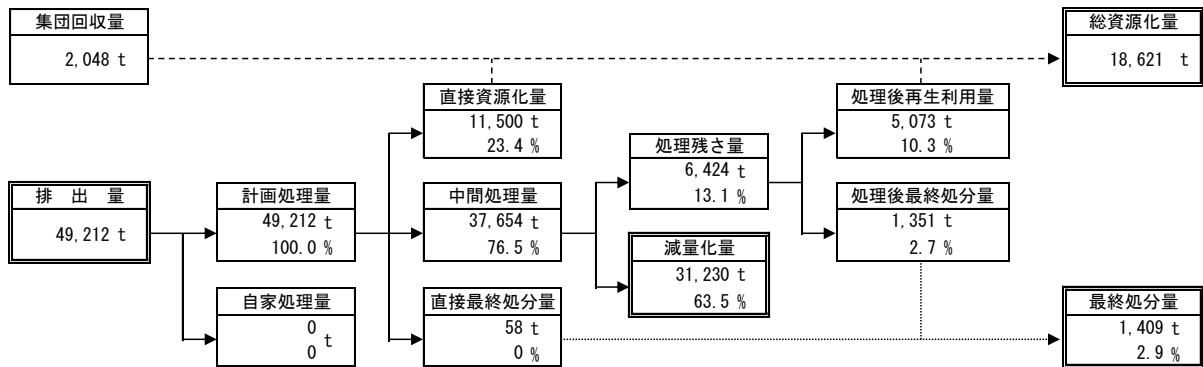 集団回収量
2,048 t
総資源化量
18,621 t
直接資源化量
11,500 t
23.4 %
処理後再生利用量
5,073 t
10.3 %
処理残さ量
6,424 t
13.1 %
排 出 量
49,212 t
計画処理量
49,212 t
100.0 %
中間処理量
37,654 t
76.5 %
処理後最終処分量
1,351 t
2.7 %
減量化量
31,230 t
63.5 %
自家処理量
0
t
0
直接最終処分量
58 t
0 %
最終処分量
1,409 t
2.9 %